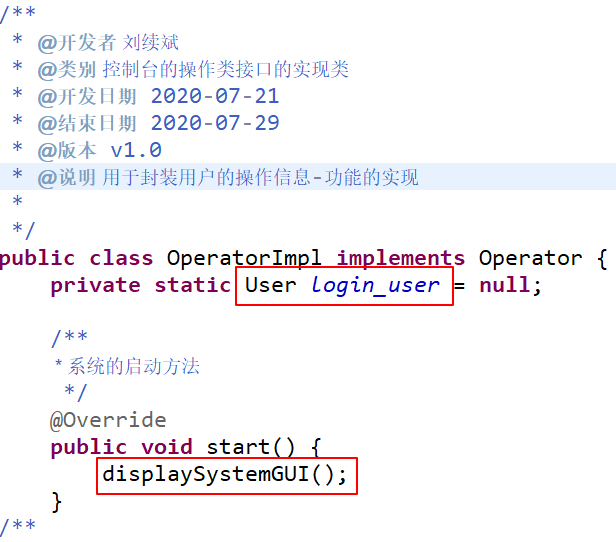 /**
 * @开发者 刘续斌
 * @类别 控制台的操作类接口的实现类
 * @开发日期 2020-07-21
 * @结束日期 2020-07-29
 * @版本 v1.0
 * @说明 用于封装用户的操作信息-功能的实现
 *
 */
public class OperatorImpl implements Operator {
    private static User login_user = null;

    /**
     * 系统的启动方法
     */
    @Override
    public void start() {
        displaySystemGUI();
    }
/**